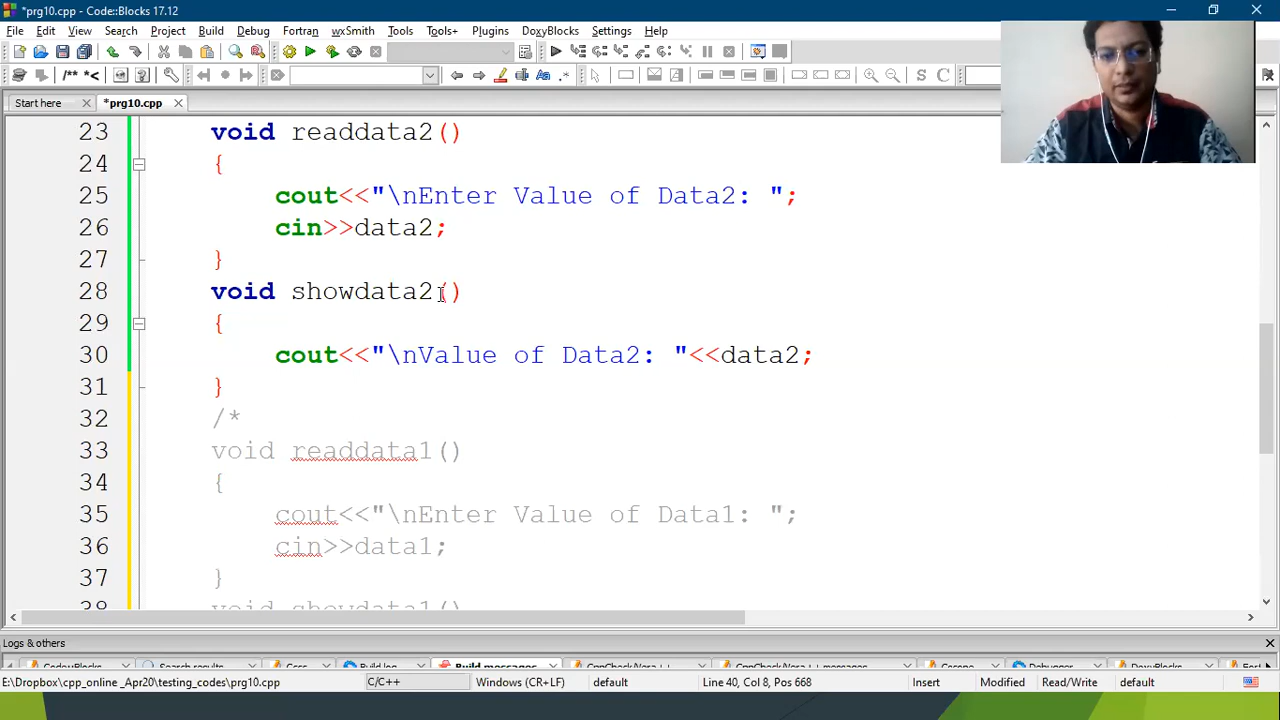 *prg10.cpp - Code::Blocks 17.12
File Edit View Search Project Build Debug Fortran wxSmith Tools Tools+ Plugins DoxyBlocks Settings Help
/** *< S C
Start here *prg10.cpp
23 void readdata2()
24 {
25 cout<<"\nEnter Value of Data2: ";
26 cin>>data2;
27 }
28 void showdata2()
29 {
30 cout<<"\nValue of Data2: "<<data2;
31 }
32 /*
33 void readdata1()
34 {
35 cout<<"\nEnter Value of Data1: ";
36 cin>>data1;
37 }
38 void showdata1()
Logs & others
Code::Blocks Search results Cccc Build log Build messages CppCheck/Vera++ CppCheck/Vera++ messages Cscope Debugger DoxyBlocks
E:\Dropbox\cpp_online _Apr20\testing_codes\prg10.cpp C/C++ Windows (CR+LF) default Line 40, Col 8, Pos 668 Insert Modified Read/Write default